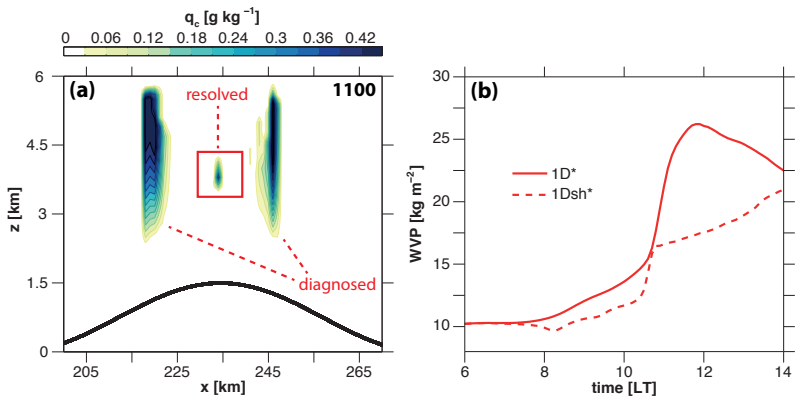 q_c [g kg⁻¹]
0 0.06 0.12 0.18 0.24 0.3 0.36 0.42
(a)
1100
resolved
diagnosed
6
4.5
3
1.5
0
z [km]
205 225 245 265
x [km]
(b)
30
25
20
15
10
WVP [kg m⁻²]
1D*
1Dsh*
6 8 10 12 14
time [LT]